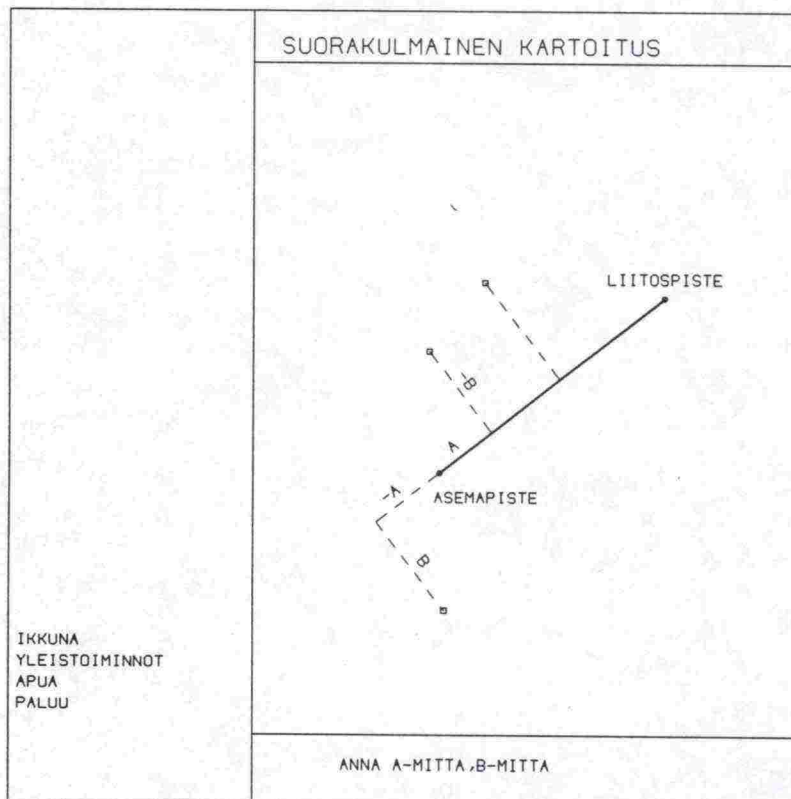 SUORAKULMAINEN KARTOITUS
LIITOSPISTE
-B
A
-A
ASEMAPISTE
B
IKKUNA
YLEISTOIMINNOT
APUA
PALUU
ANNA A-MITTA,B-MITTA